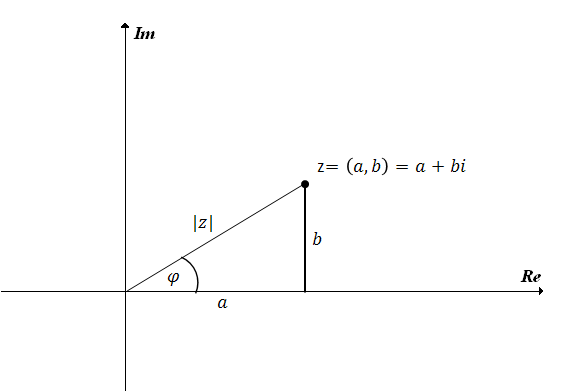 Im
z= (a, b) = a + bi
|z|
b
φ
Re
a